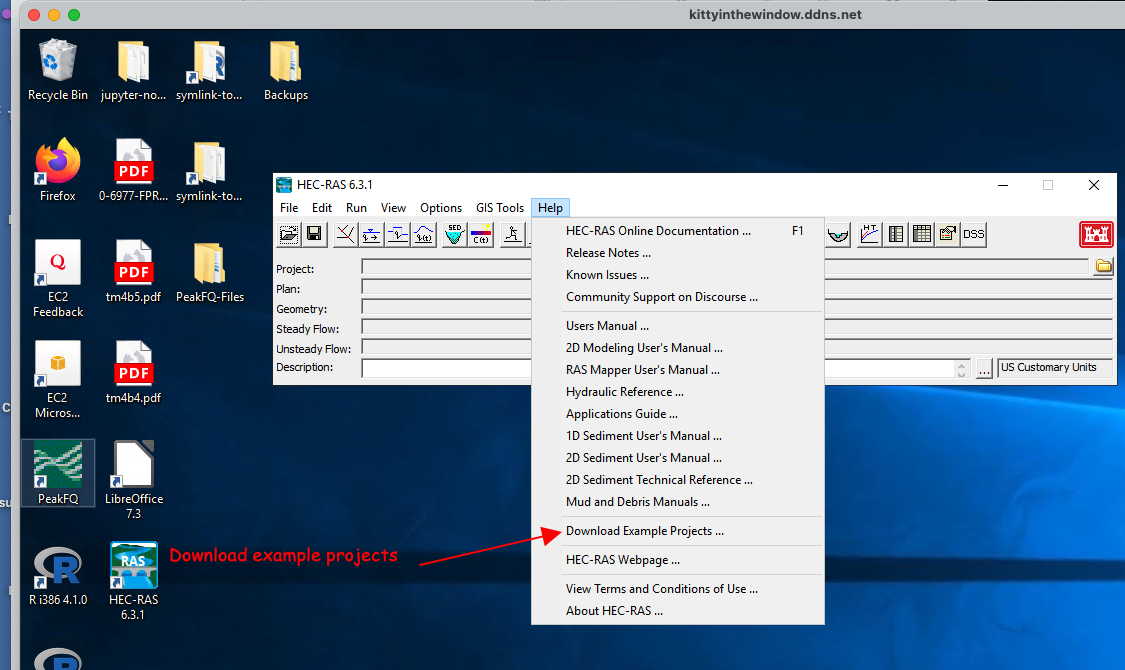 kittyinthewindow.ddns.net
Recycle Bin
jupyter-no...
symlink-to...
Backups
Firefox
PDF
0-6977-FPR...
symlink-to...
Q
EC2
Feedback
PDF
tm4b5.pdf
PeakFQ-Files
EC2
Micros...
PDF
tm4b4.pdf
PeakFQ
LibreOffice
7.3
R
R i386 4.1.0
RAS
HEC-RAS
6.3.1
Download example projects
HEC-RAS 6.3.1
File Edit Run View Options GIS Tools Help
SED
C(t)
HT
DSS
Project:
Plan:
Geometry:
Steady Flow:
Unsteady Flow:
Description:
...
US Customary Units
HEC-RAS Online Documentation ... F1
Release Notes ...
Known Issues ...
Community Support on Discourse ...
Users Manual ...
2D Modeling User's Manual ...
RAS Mapper User's Manual ...
Hydraulic Reference ...
Applications Guide ...
1D Sediment User's Manual ...
2D Sediment User's Manual ...
2D Sediment Technical Reference ...
Mud and Debris Manuals ...
Download Example Projects ...
HEC-RAS Webpage ...
View Terms and Conditions of Use ...
About HEC-RAS ...